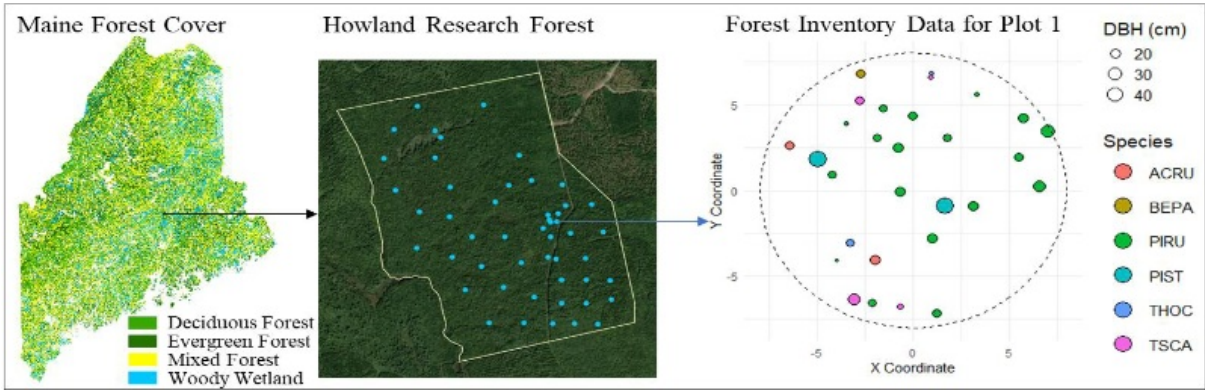 Maine Forest Cover
Deciduous Forest
Evergreen Forest
Mixed Forest
Woody Wetland
Howland Research Forest
Forest Inventory Data for Plot 1
5
0
-5
Y Coordinate
-5
0
5
X Coordinate
DBH (cm)
20
30
40
Species
ACRU
BEPA
PIRU
PIST
THOC
TSCA